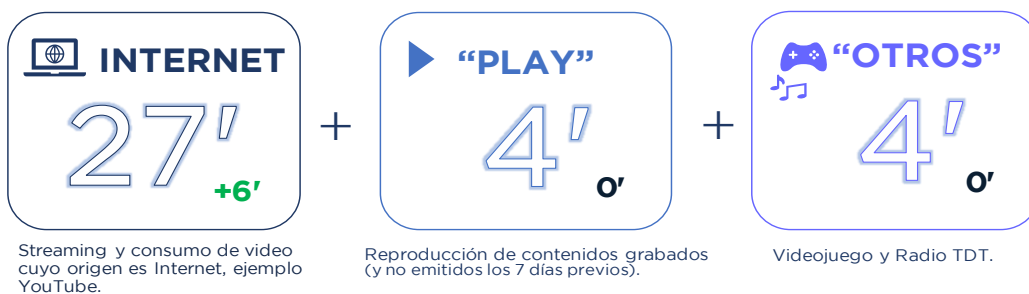 INTERNET
27'
+6'
Streaming y consumo de video
cuyo origen es Internet, ejemplo
YouTube.
+
“PLAY”
4'
0'
Reproducción de contenidos grabados
(y no emitidos los 7 días previos).
+
“OTROS”
4'
0'
Videojuego y Radio TDT.